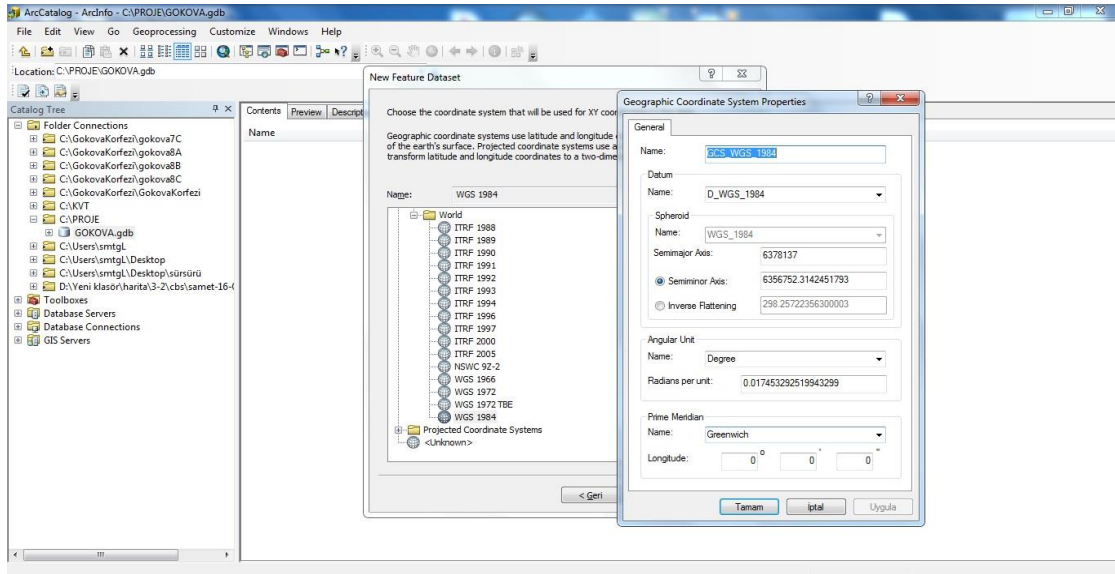 ArcCatalog - ArcInfo - C:\PROJE\GOKOVA.gdb
File Edit View Go Geoprocessing Customize Windows Help
Location: C:\PROJE\GOKOVA.gdb
Catalog Tree
Folder Connections
C:\GokovaKorfezi\gokova7C
C:\GokovaKorfezi\gokova8A
C:\GokovaKorfezi\gokova8B
C:\GokovaKorfezi\gokova8C
C:\GokovaKorfezi\GokovaKorfezi
C:\KVT
C:\PROJE
GOKOVA.gdb
C:\Users\smtgL
C:\Users\smtgL\Desktop
C:\Users\smtgL\Desktop\sürsürü
D:\Yeni klasör\harita\3-2\cbs\samet-16-
Toolboxes
Database Servers
Database Connections
GIS Servers
Contents Preview Descript
Name
New Feature Dataset
Choose the coordinate system that will be used for XY coor
Geographic coordinate systems use latitude and longitude
of the earth's surface. Projected coordinate systems use a
transform latitude and longitude coordinates to a two-dime
Name: WGS 1984
World
ITRF 1988
ITRF 1989
ITRF 1990
ITRF 1991
ITRF 1992
ITRF 1993
ITRF 1994
ITRF 1996
ITRF 1997
ITRF 2000
ITRF 2005
NSWC 9Z-2
WGS 1966
WGS 1972
WGS 1972 TBE
WGS 1984
Projected Coordinate Systems
<Unknown>
< Geri
Geographic Coordinate System Properties
General
Name: GCS_WGS_1984
Datum
Name: D_WGS_1984
Spheroid
Name: WGS_1984
Semimajor Axis: 6378137
Semiminor Axis: 6356752.3142451793
Inverse Flattening 298.25722356300003
Angular Unit
Name: Degree
Radians per unit: 0.017453292519943299
Prime Meridian
Name: Greenwich
Longitude: 0 ° 0 ' 0 "
Tamam İptal Uygula